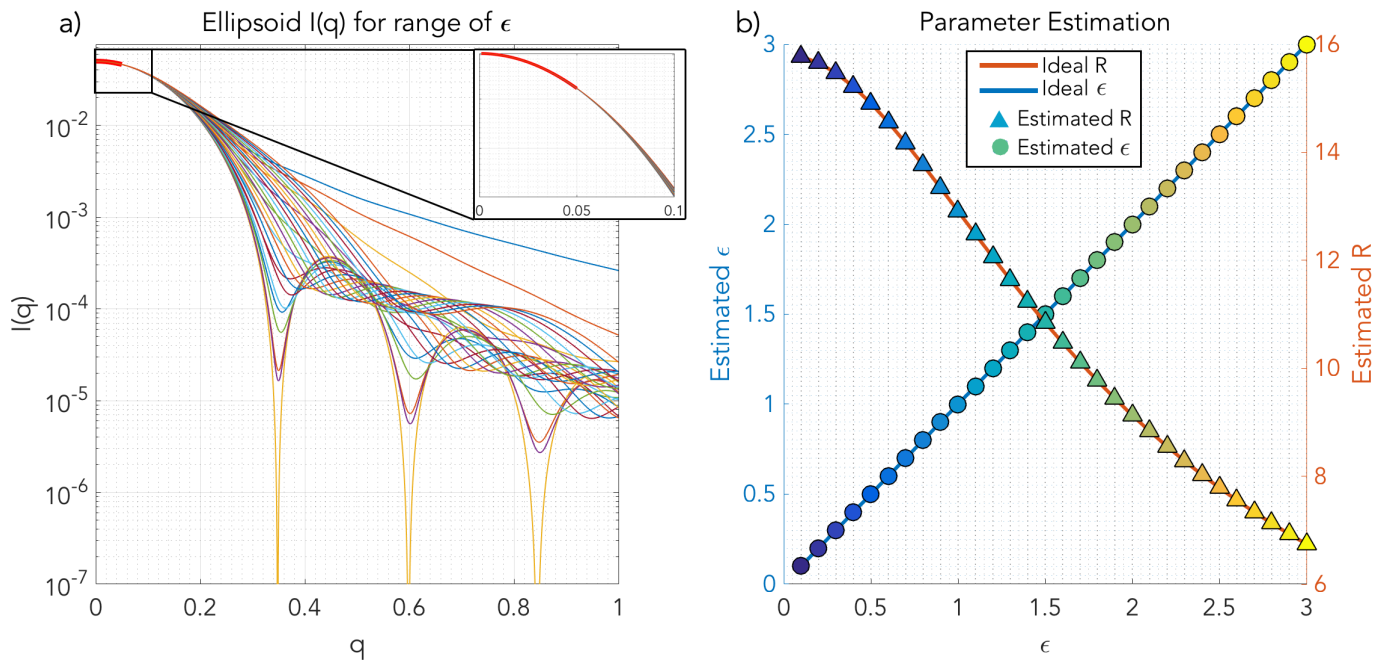 a)
Ellipsoid I(q) for range of ϵ
10⁻²
10⁻³
10⁻⁴
10⁻⁵
10⁻⁶
10⁻⁷
I(q)
0 0.2 0.4 0.6 0.8 1
q
0 0.05 0.1
b)
Parameter Estimation
Ideal R
Ideal ϵ
Estimated R
Estimated ϵ
3
2.5
2
1.5
1
0.5
0
Estimated ϵ
16
14
12
10
8
6
Estimated R
0 0.5 1 1.5 2 2.5 3
ϵ